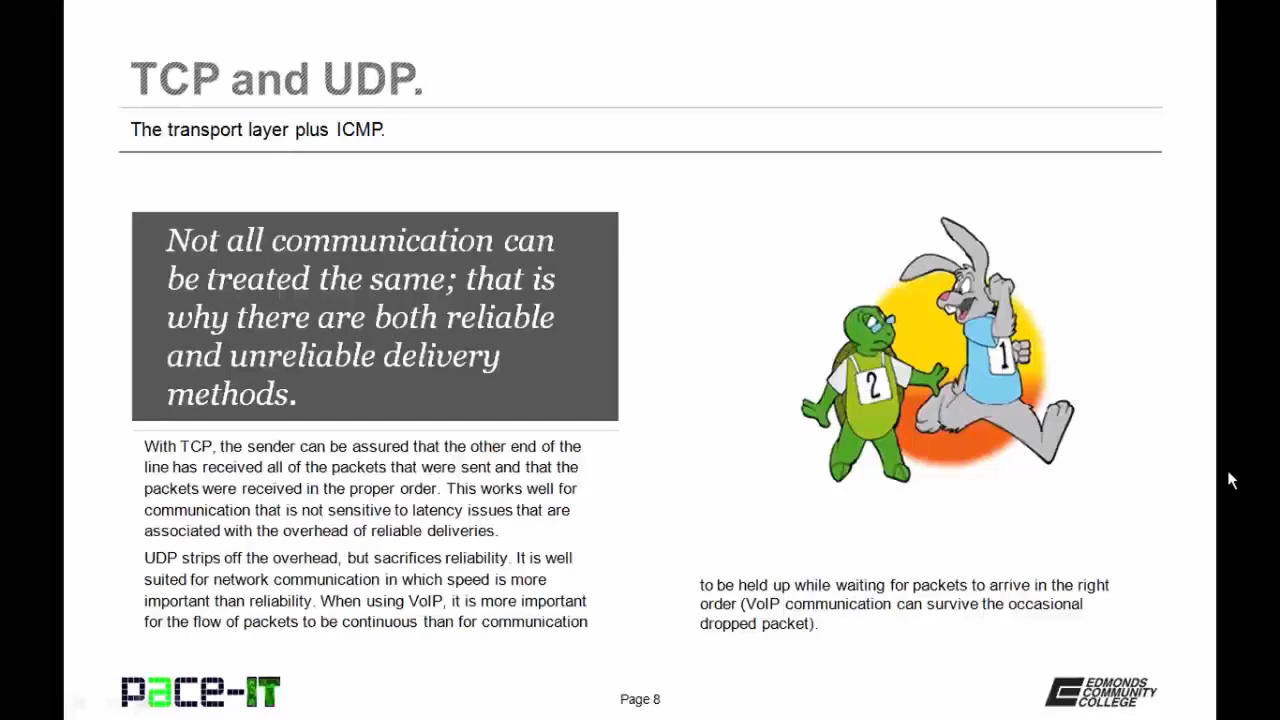 TCP and UDP.
The transport layer plus ICMP.
Not all communication can
be treated the same; that is
why there are both reliable
and unreliable delivery
methods.
With TCP, the sender can be assured that the other end of the
line has received all of the packets that were sent and that the
packets were received in the proper order. This works well for
communication that is not sensitive to latency issues that are
associated with the overhead of reliable deliveries.
UDP strips off the overhead, but sacrifices reliability. It is well
suited for network communication in which speed is more
important than reliability. When using VoIP, it is more important
for the flow of packets to be continuous than for communication
2
1
to be held up while waiting for packets to arrive in the right
order (VoIP communication can survive the occasional
dropped packet).
pace-IT
Page 8
EDMONDS
COMMUNITY
COLLEGE